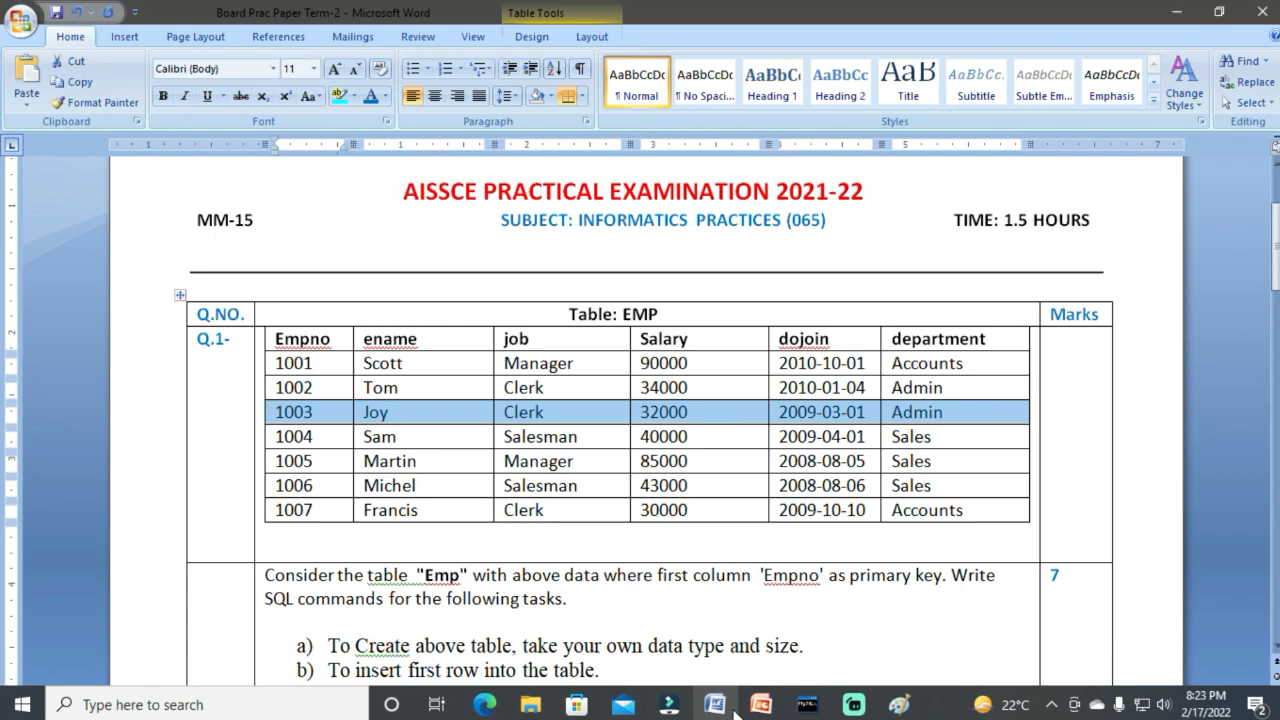 Board Prac Paper Term-2 - Microsoft Word
Table Tools
Home Insert Page Layout References Mailings Review View Design Layout
Paste
Cut
Copy
Format Painter
Clipboard
Calibri (Body) 11
B I U abc X₂ X² Aa
Font
Paragraph
AaBbCcDc AaBbCcDc AaBbC AaBbCc AaB AaBbCc. AaBbCcDc AaBbCcDc
¶ Normal ¶ No Spaci... Heading 1 Heading 2 Title Subtitle Subtle Em... Emphasis
Change Styles
Styles
Find
Replace
Select
Editing
AISSCE PRACTICAL EXAMINATION 2021-22
MM-15 SUBJECT: INFORMATICS PRACTICES (065) TIME: 1.5 HOURS
Q.NO. Table: EMP Marks
Q.1- Empno ename job Salary dojoin department
1001 Scott Manager 90000 2010-10-01 Accounts
1002 Tom Clerk 34000 2010-01-04 Admin
1003 Joy Clerk 32000 2009-03-01 Admin
1004 Sam Salesman 40000 2009-04-01 Sales
1005 Martin Manager 85000 2008-08-05 Sales
1006 Michel Salesman 43000 2008-08-06 Sales
1007 Francis Clerk 30000 2009-10-10 Accounts
Consider the table "Emp" with above data where first column 'Empno' as primary key. Write 7
SQL commands for the following tasks.
a) To Create above table, take your own data type and size.
b) To insert first row into the table.
Type here to search
22°C
8:23 PM
2/17/2022